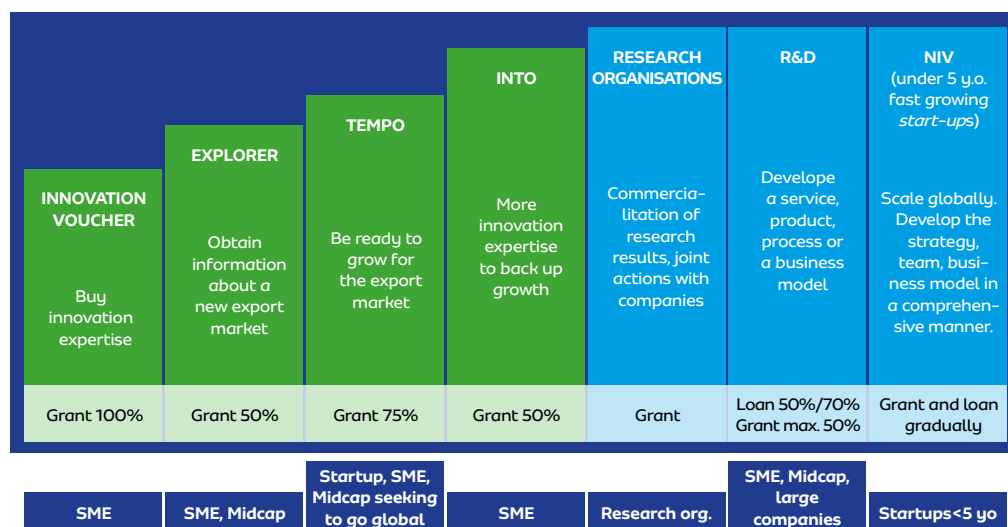 INNOVATION
VOUCHER
Buy
innovation
expertise
Grant 100%
SME
EXPLORER
Obtain
information
about a
new export
market
Grant 50%
SME, Midcap
TEMPO
Be ready to
grow for
the export
market
Grant 75%
Startup, SME,
Midcap seeking
to go global
INTO
More
innovation
expertise
to back up
growth
Grant 50%
SME
RESEARCH
ORGANISATIONS
Commercia-
litation of
research
results, joint
actions with
companies
Grant
Research org.
R&D
Develope
a service,
product,
process or
a business
model
Loan 50%/70%
Grant max. 50%
SME, Midcap,
large
companies
NIV
(under 5 y.o.
fast growing
start-ups)
Scale globally.
Develop the
strategy,
team, busi-
ness model in
a comprehen-
sive manner.
Grant and loan
gradually
Startups<5 yo